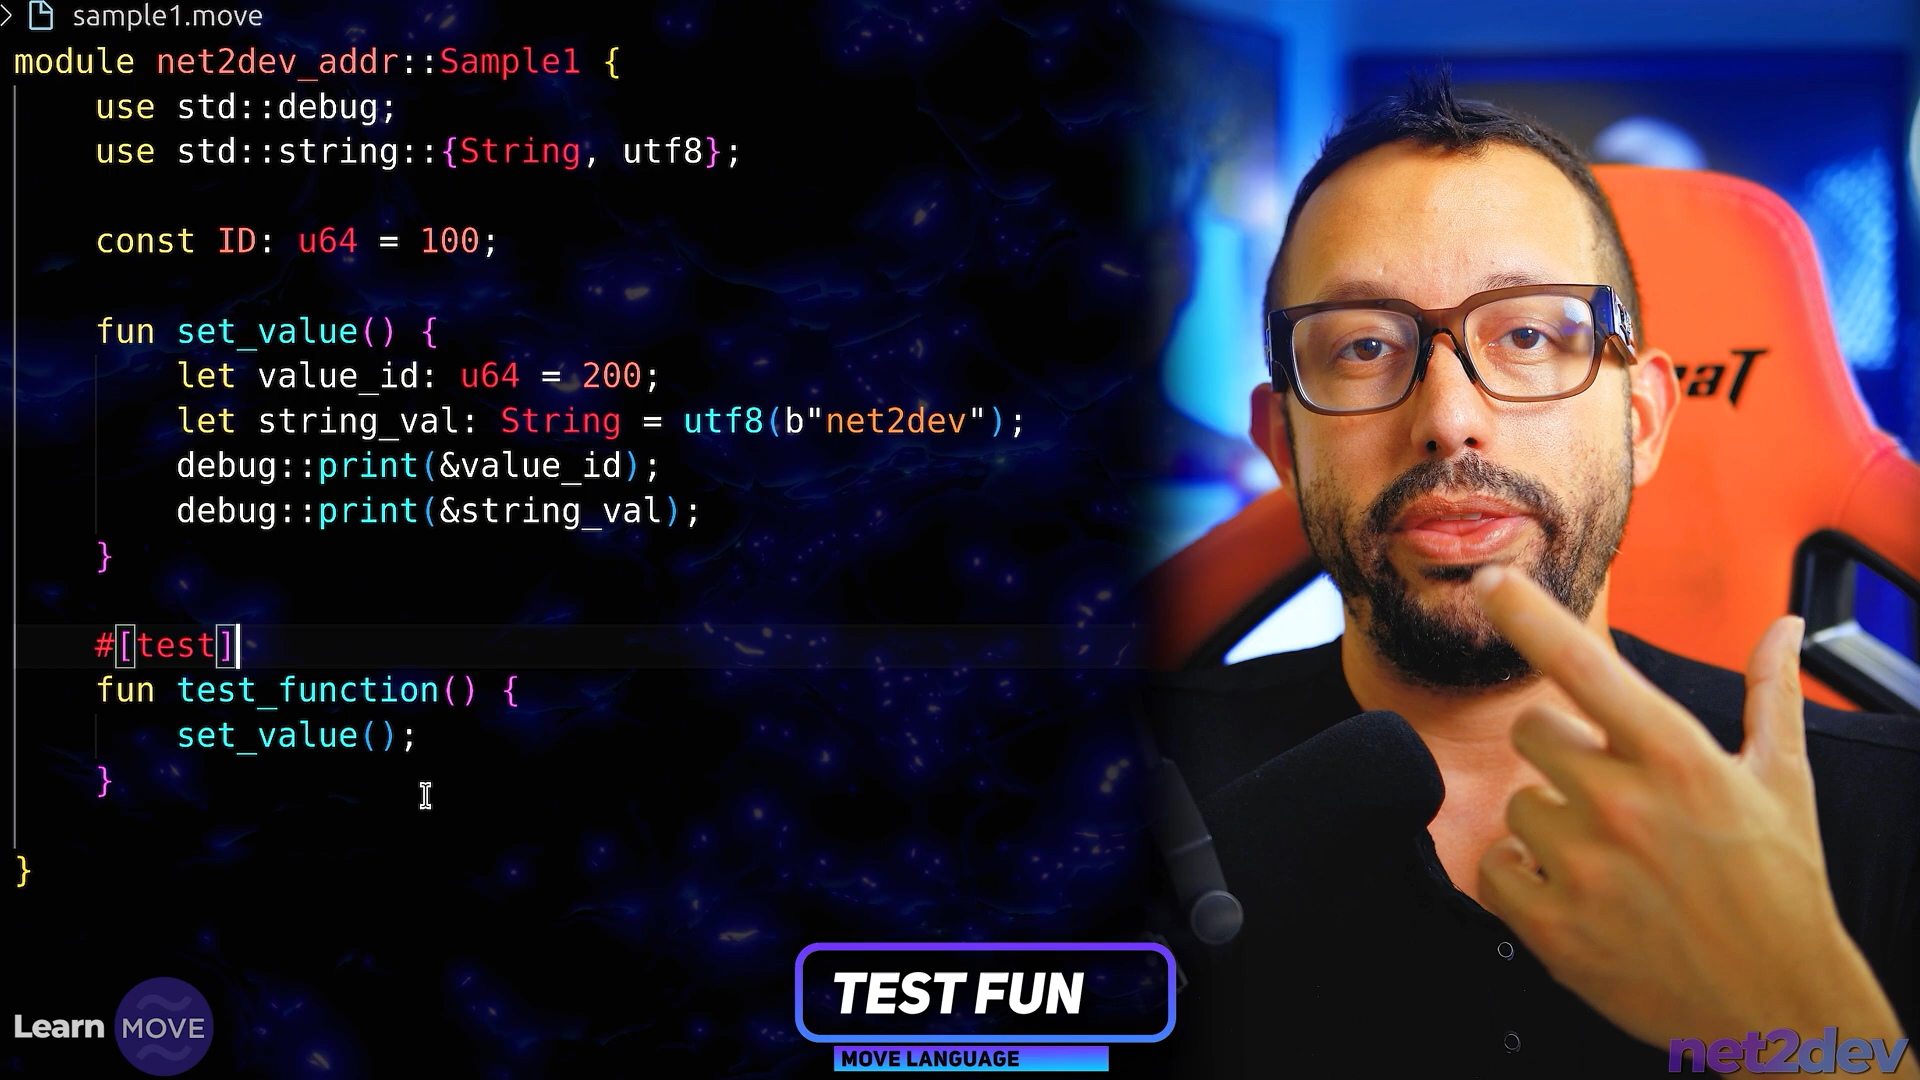 sample1.move
module net2dev_addr::Sample1 {
use std::debug;
use std::string::{String, utf8};
const ID: u64 = 100;
fun set_value() {
let value_id: u64 = 200;
let string_val: String = utf8(b"net2dev");
debug::print(&value_id);
debug::print(&string_val);
}
#[test]
fun test_function() {
set_value();
}
}
TEST FUN
MOVE LANGUAGE
Learn MOVE
net2dev